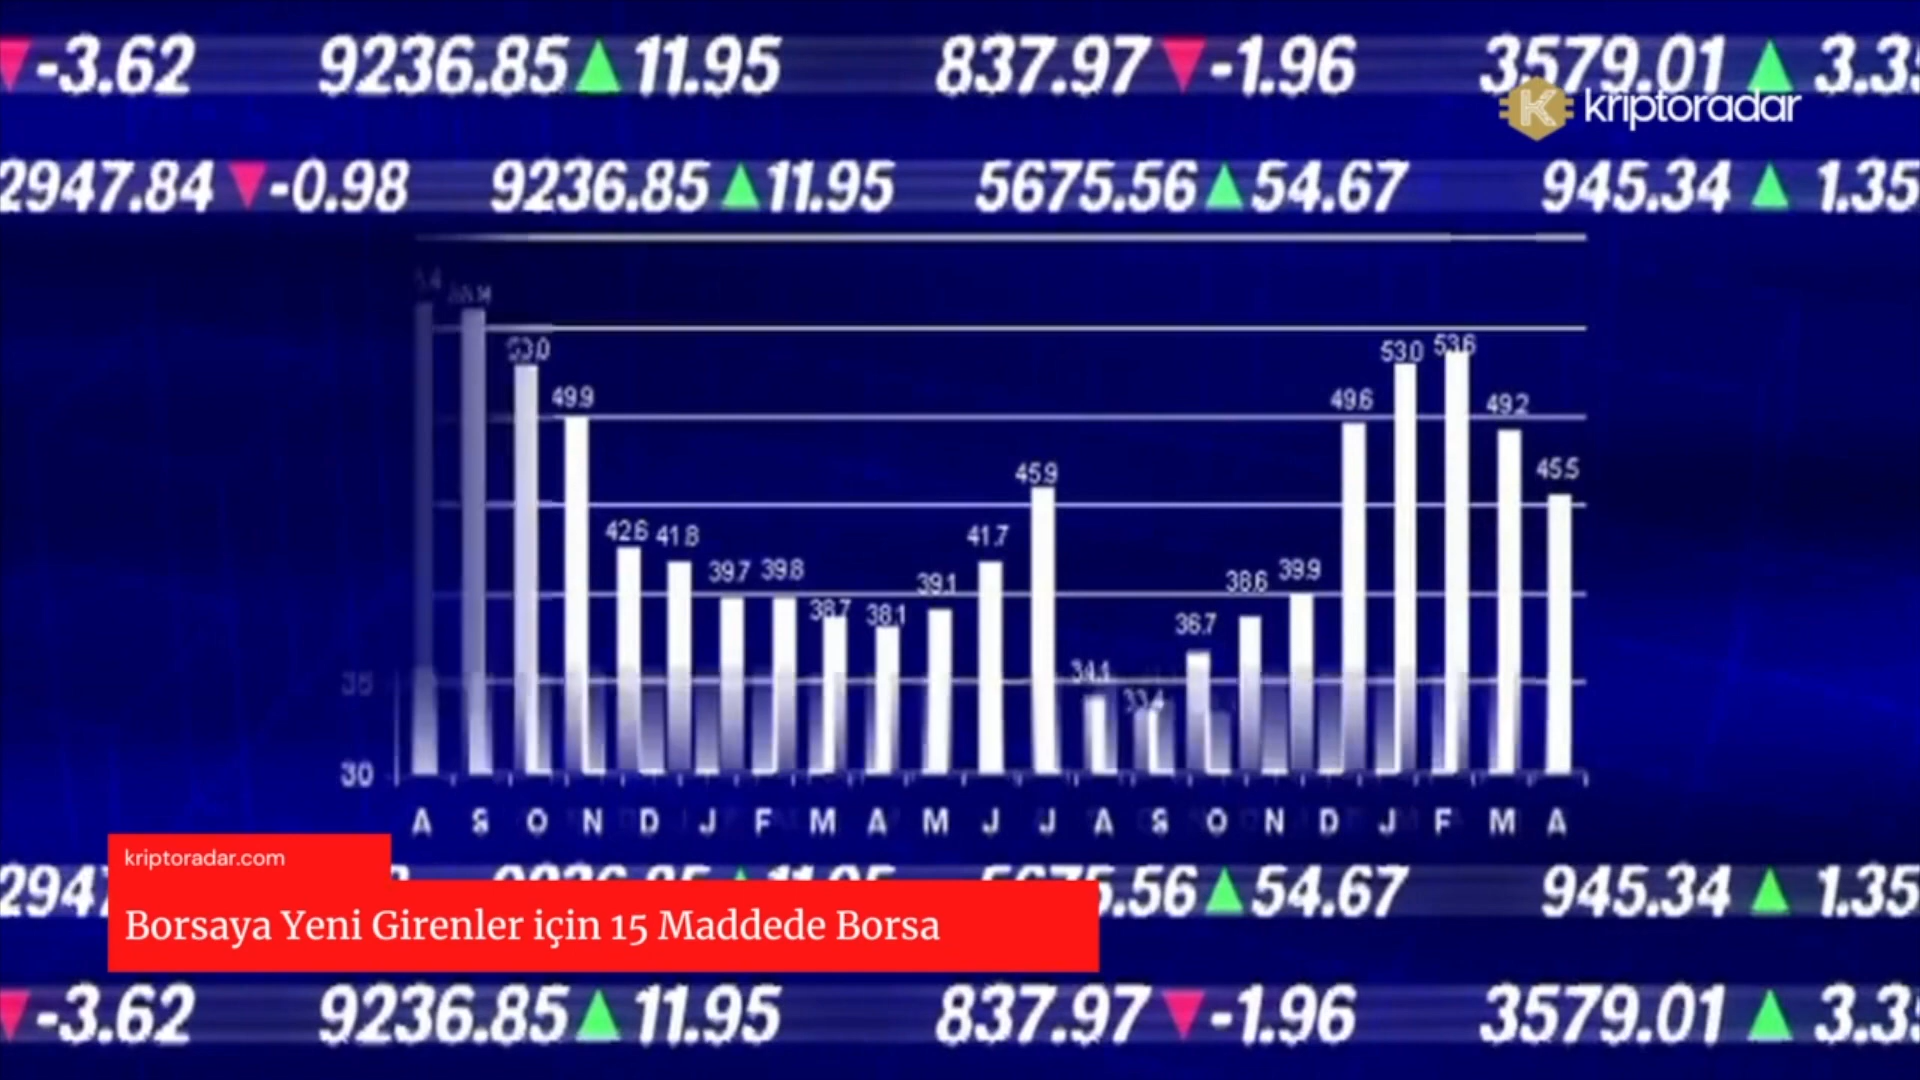 -3.62 9236.85 11.95 837.97 -1.96 3579.01 3.3
kriptoradar
2947.84 -0.98 9236.85 11.95 5675.56 54.67 945.34 1.35
53.0 49.9 42.6 41.8 39.7 39.8 38.7 38.1 39.1 41.7 45.9 34.1 33.4 36.7 38.6 39.9 49.6 53.0 53.6 49.2 45.5
35
30
A S O N D J F M A M J J A S O N D J F M A
kriptoradar.com
2947 5.56 54.67 945.34 1.35
Borsaya Yeni Girenler için 15 Maddede Borsa
-3.62 9236.85 11.95 837.97 -1.96 3579.01 3.3